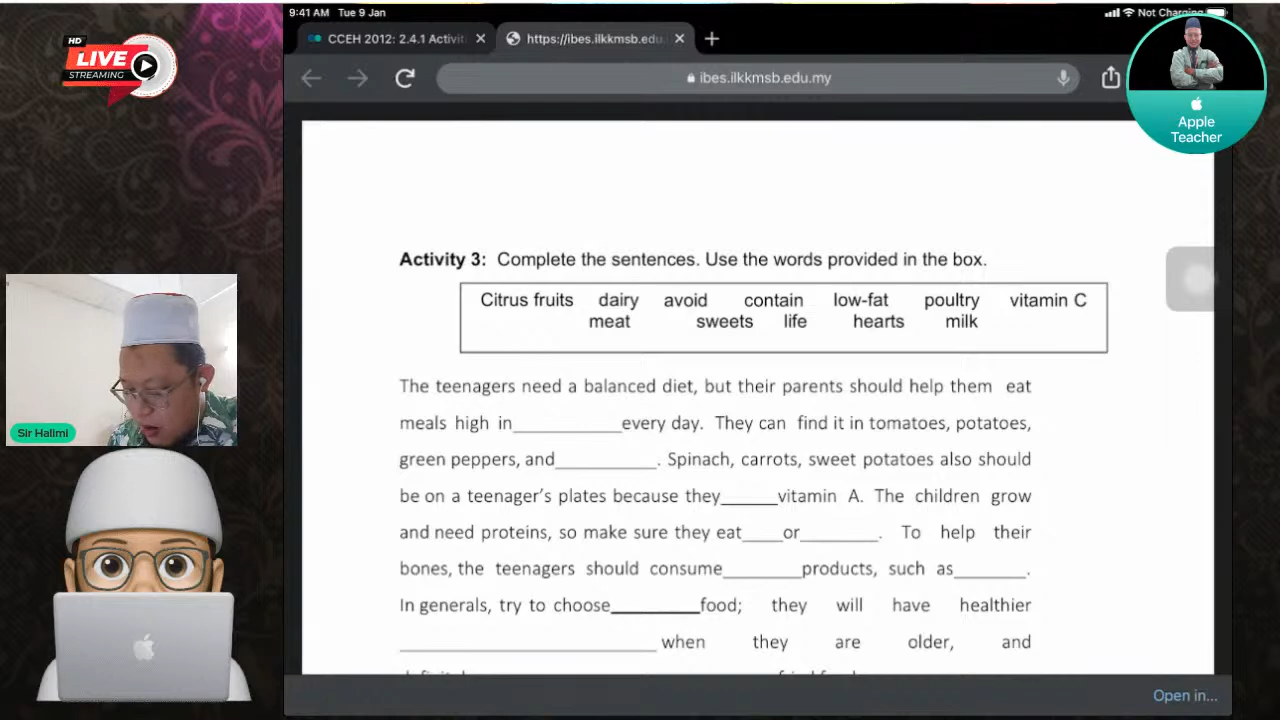 9:41 AM Tue 9 Jan
Not Charging
CCEH 2012: 2.4.1 Activit
https://ibes.ilkkmsb.edu
ibes.ilkkmsb.edu.my
HD
LIVE
STREAMING
Apple
Teacher
Activity 3: Complete the sentences. Use the words provided in the box.
Citrus fruits dairy avoid contain low-fat poultry vitamin C
meat sweets life hearts milk
The teenagers need a balanced diet, but their parents should help them eat
meals high in____________every day. They can find it in tomatoes, potatoes,
green peppers, and___________. Spinach, carrots, sweet potatoes also should
be on a teenager's plates because they______vitamin A. The children grow
and need proteins, so make sure they eat____or________. To help their
bones, the teenagers should consume________products, such as_______.
In generals, try to choose_________food; they will have healthier
____________________________ when they are older, and
Sir Halimi
Open in...